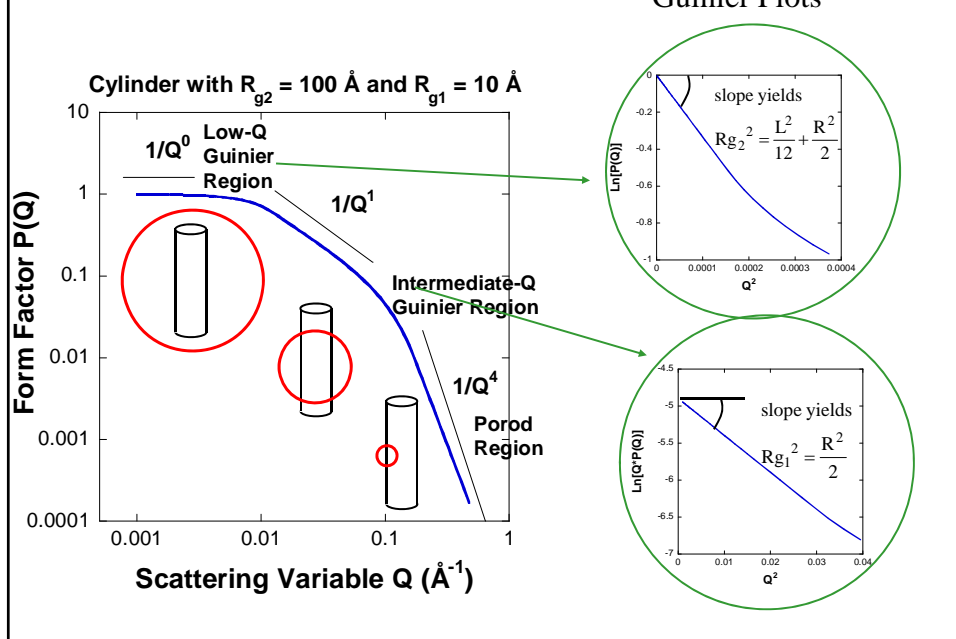 Guinier Plots
Cylinder with R_g2 = 100 Å and R_g1 = 10 Å
Form Factor P(Q)
10
1
0.1
0.01
0.001
0.0001
0.001
0.01
0.1
1
Scattering Variable Q (Å⁻¹)
1/Q⁰
Low-Q
Guinier
Region
1/Q¹
Intermediate-Q
Guinier Region
1/Q⁴
Porod
Region
Ln[P(Q)]
0
-0.2
-0.4
-0.6
-0.8
-1
0
0.0001
0.0002
0.0003
0.0004
Q²
slope yields
Rg₂² = L²/12 + R²/2
Ln[Q*P(Q)]
-4.5
-5
-5.5
-6
-6.5
-7
0
0.01
0.02
0.03
0.04
Q²
slope yields
Rg₁² = R²/2